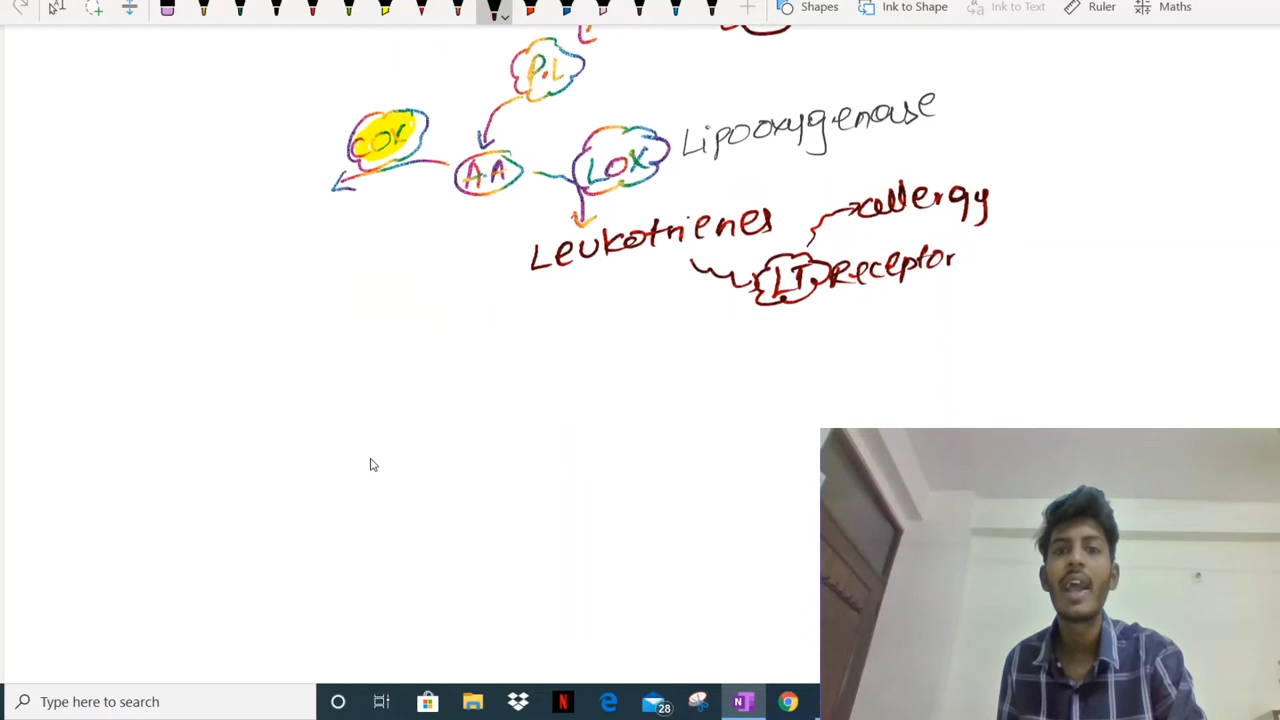 Shapes
Ink to Shape
Ink to Text
Ruler
Maths
P.L
COX
A.A
LOX
Lipooxygenase
Leukotrienes
allergy
LT Receptor
Type here to search
28